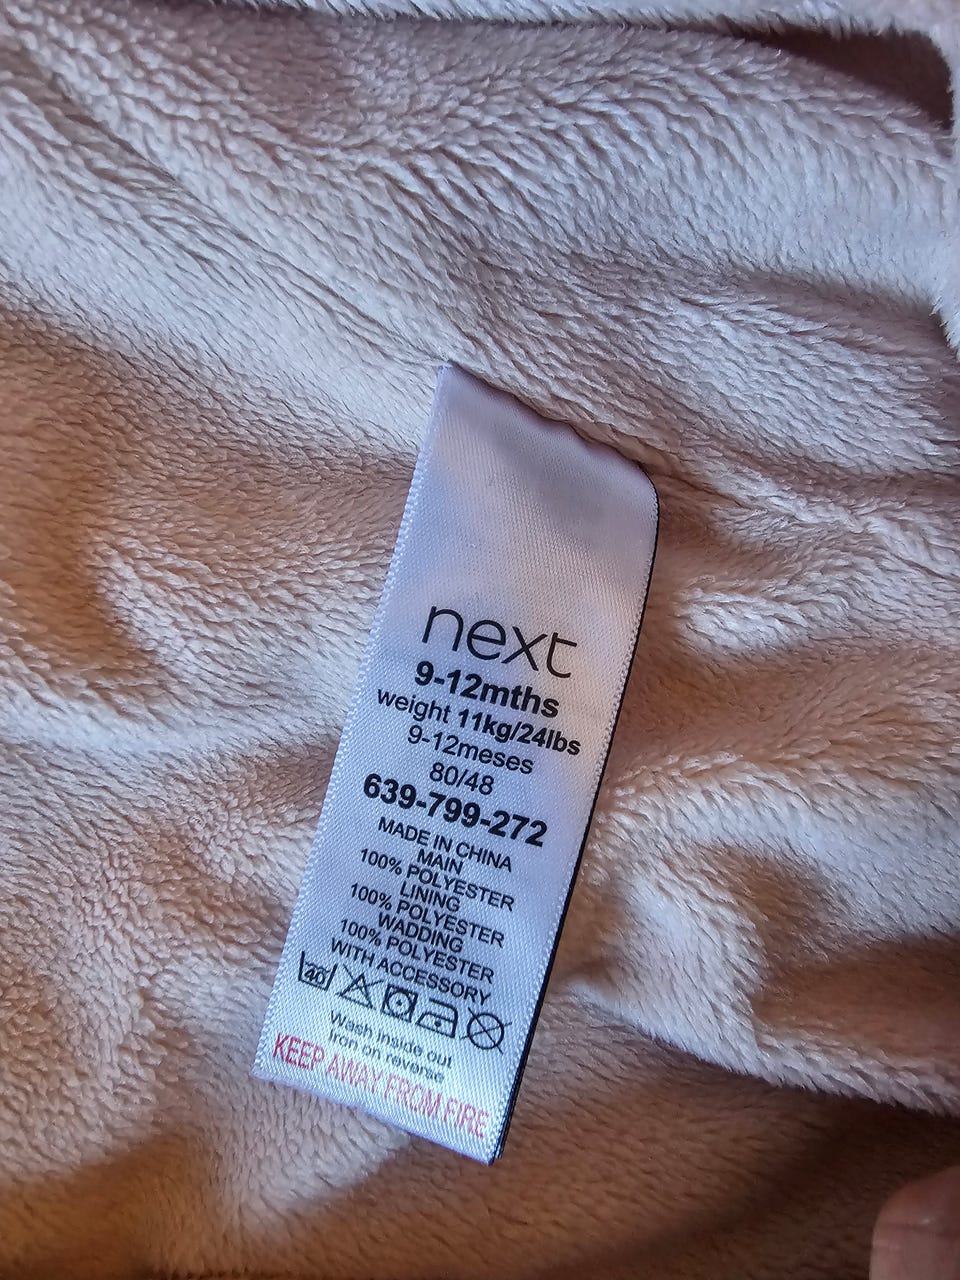 next
9-12mths
weight 11kg/24lbs
9-12meses
80/48
639-799-272
MADE IN CHINA
MAIN
100% POLYESTER
LINING
100% POLYESTER
WADDING
100% POLYESTER
WITH ACCESSORY
40
Wash inside out
Iron on reverse
KEEP AWAY FROM FIRE